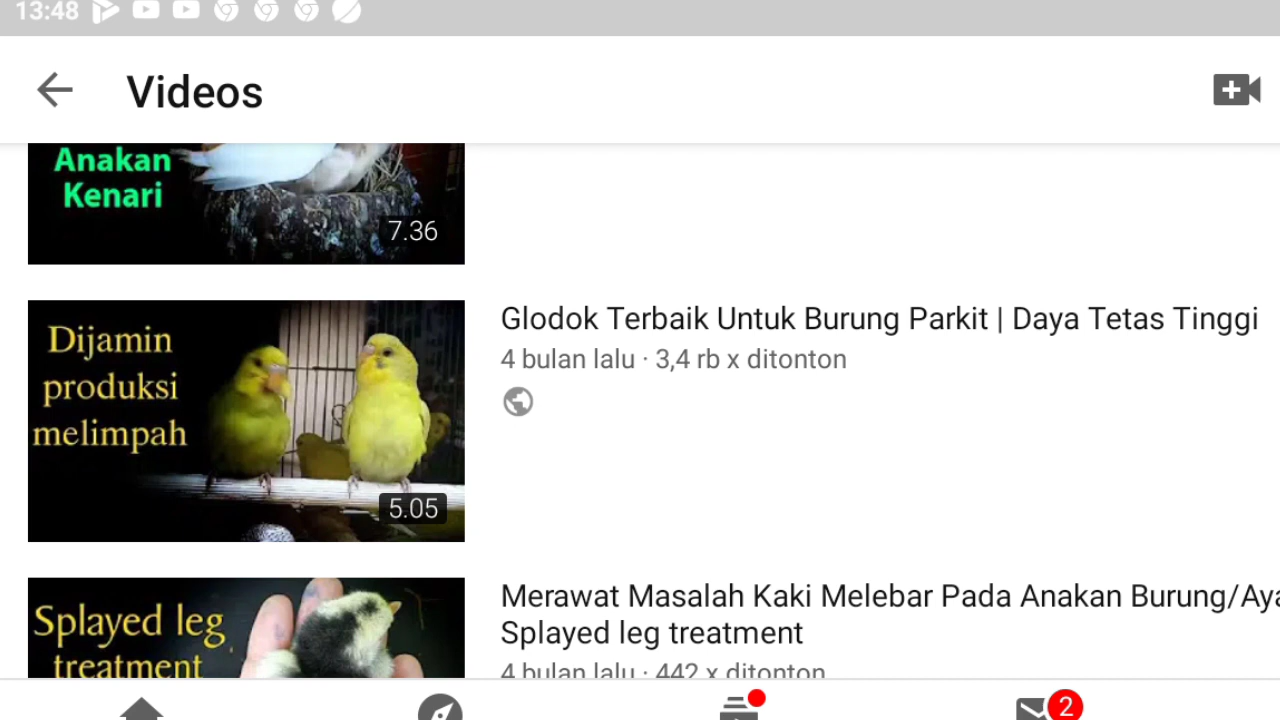 13:48
Videos
Anakan
Kenari
7.36
Dijamin
produksi
melimpah
5.05
Glodok Terbaik Untuk Burung Parkit | Daya Tetas Tinggi
4 bulan lalu · 3,4 rb x ditonton
Splayed leg
treatment
Merawat Masalah Kaki Melebar Pada Anakan Burung/Aya
Splayed leg treatment
4 bulan lalu · 442 x ditonton
2